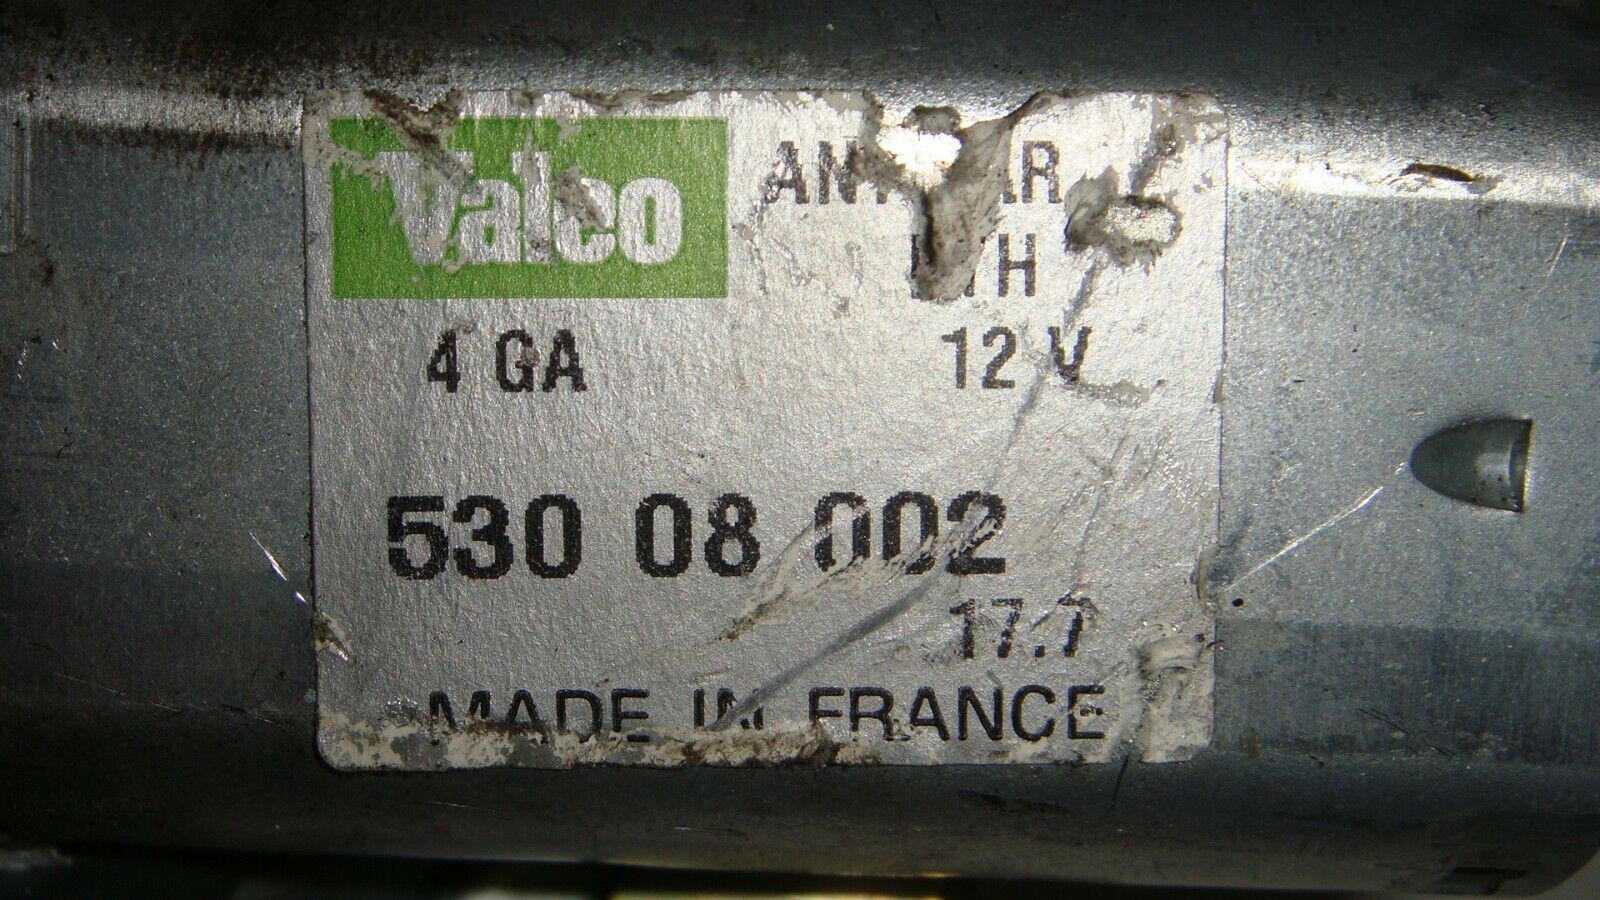 Valeo
4 GA
12 V
530 08 002
17.7
MADE IN FRANCE